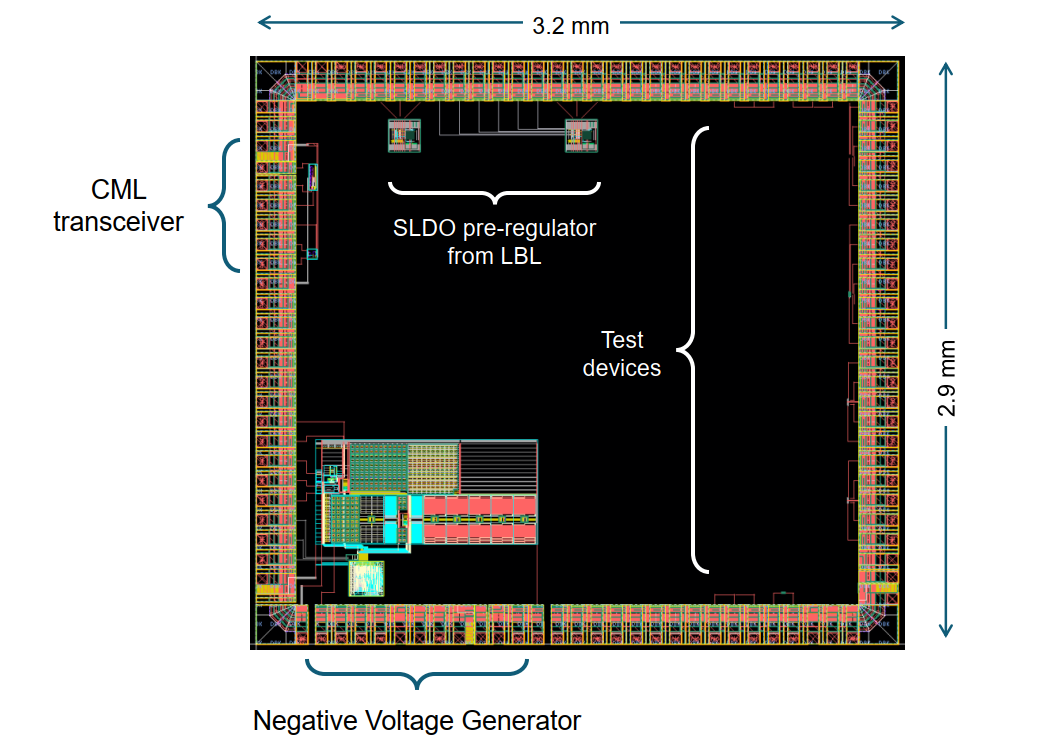 3.2 mm
CML
transceiver
SLDO pre-regulator
from LBL
Test
devices
2.9 mm
Negative Voltage Generator